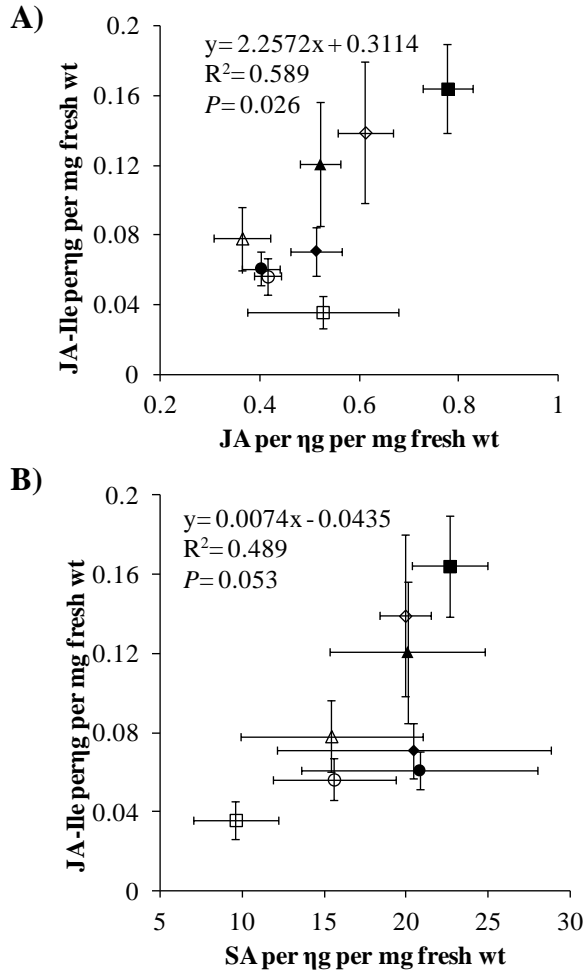 A)
0.2
0.16
0.12
0.08
0.04
0
y= 2.2572x + 0.3114
R²= 0.589
P= 0.026
JA-Ile perηg per mg fresh wt
0.2 0.4 0.6 0.8 1
JA per ηg per mg fresh wt
B)
0.2
0.16
0.12
0.08
0.04
0
y= 0.0074x - 0.0435
R²= 0.489
P= 0.053
JA-Ile perηg per mg fresh wt
5 10 15 20 25 30
SA per ηg per mg fresh wt